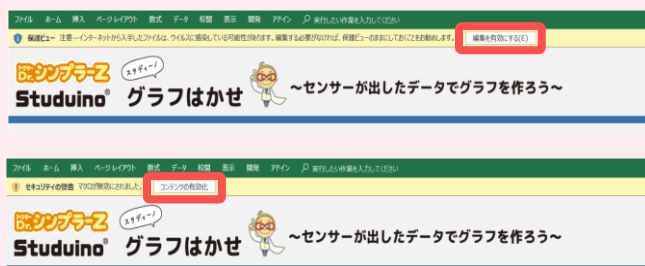 ファイル ホーム 挿入 ページレイアウト 数式 データ 校閲 表示 開発 アドイン 実行したい作業を入力してください
保護ビュー 注意—インターネットから入手したファイルは、ウイルスに感染している可能性があります。編集する必要がなければ、保護ビューのままにしておくことをお勧めします。 編集を有効にする(E)
シンプラーZ スタディーノ
Studuino® グラフはかせ ～センサーが出したデータでグラフを作ろう～
ファイル ホーム 挿入 ページレイアウト 数式 データ 校閲 表示 開発 アドイン 実行したい作業を入力してください
セキュリティの警告 マクロが無効にされました。 コンテンツの有効化
シンプラーZ スタディーノ
Studuino® グラフはかせ ～センサーが出したデータでグラフを作ろう～